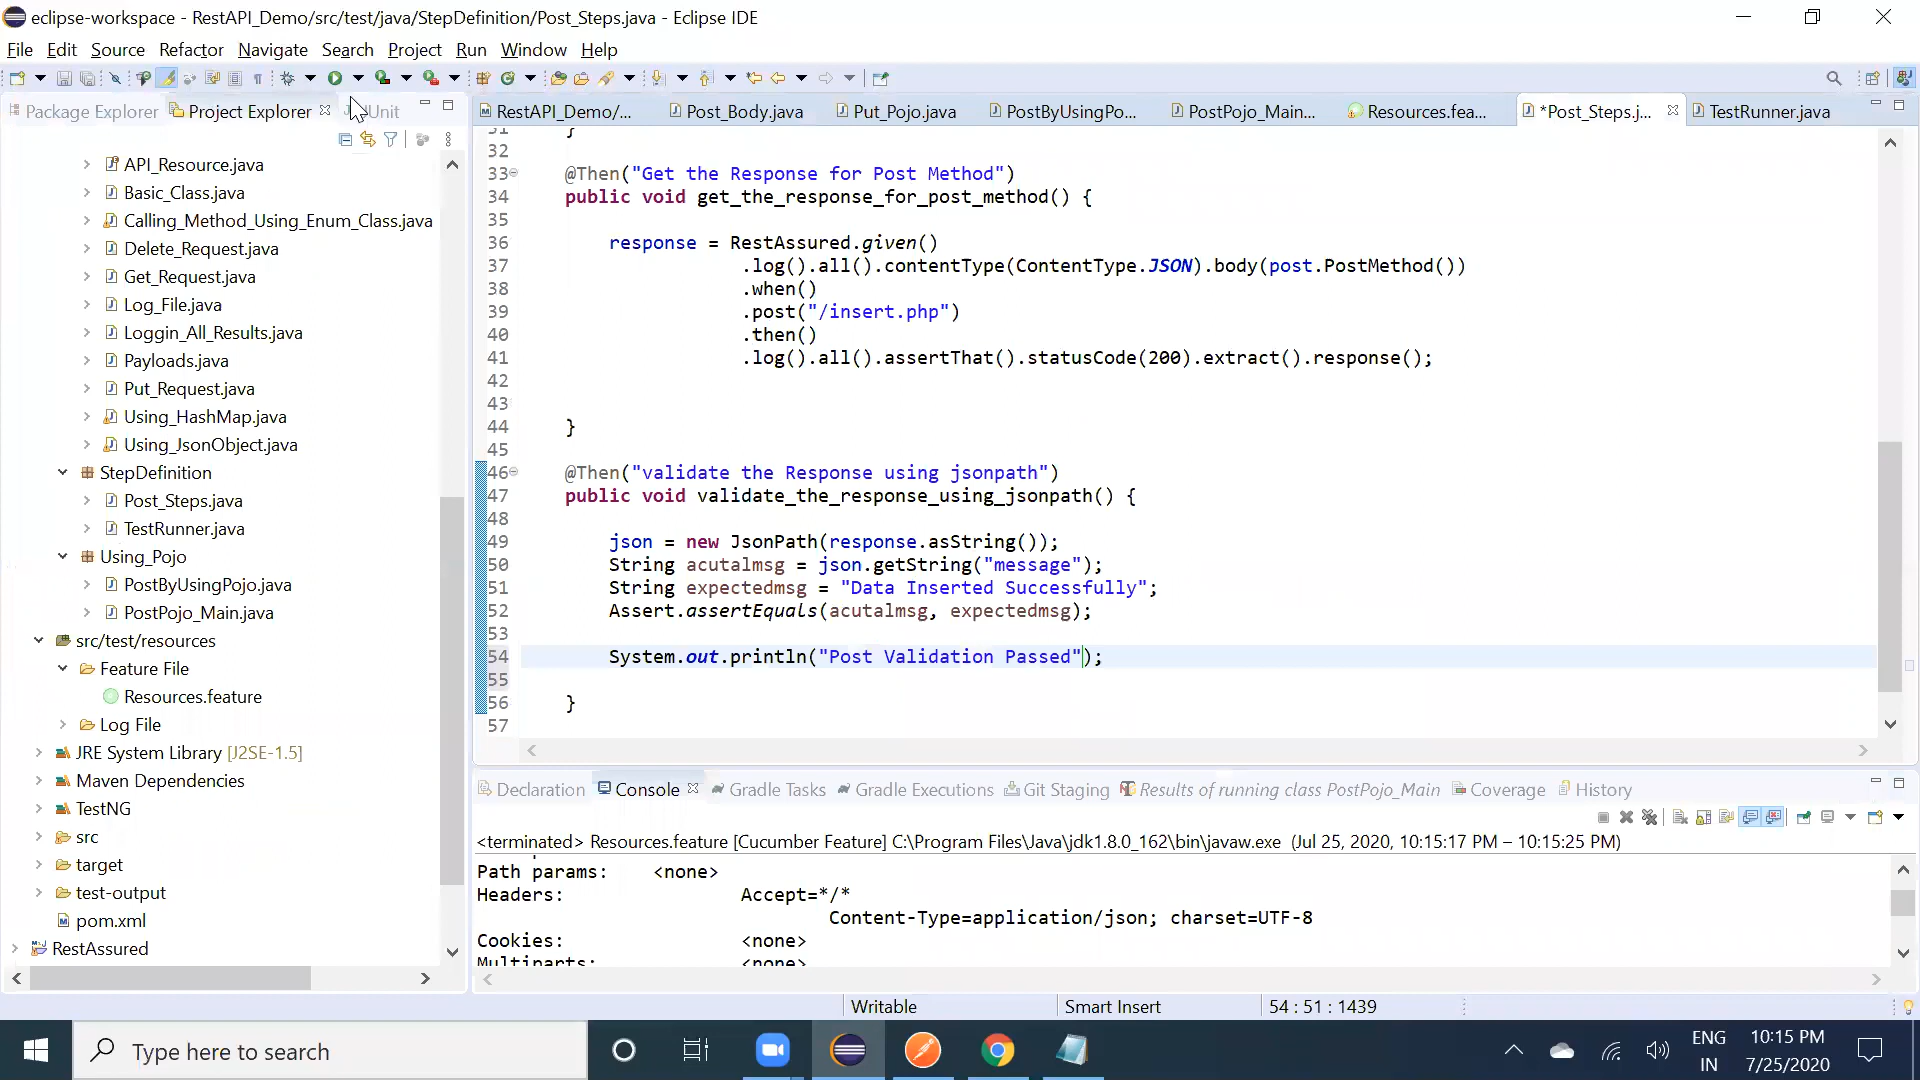 eclipse-workspace - RestAPI_Demo/src/test/java/StepDefinition/Post_Steps.java - Eclipse IDE
File Edit Source Refactor Navigate Search Project Run Window Help
Package Explorer Project Explorer JUnit
RestAPI_Demo/... Post_Body.java Put_Pojo.java PostByUsingPo... PostPojo_Main... Resources.fea... *Post_Steps.j... TestRunner.java
API_Resource.java
Basic_Class.java
Calling_Method_Using_Enum_Class.java
Delete_Request.java
Get_Request.java
Log_File.java
Loggin_All_Results.java
Payloads.java
Put_Request.java
Using_HashMap.java
Using_JsonObject.java
StepDefinition
Post_Steps.java
TestRunner.java
Using_Pojo
PostByUsingPojo.java
PostPojo_Main.java
src/test/resources
Feature File
Resources.feature
Log File
JRE System Library [J2SE-1.5]
Maven Dependencies
TestNG
src
target
test-output
pom.xml
RestAssured
31 }
32
33 @Then("Get the Response for Post Method")
34 public void get_the_response_for_post_method() {
35
36 response = RestAssured.given()
37 .log().all().contentType(ContentType.JSON).body(post.PostMethod())
38 .when()
39 .post("/insert.php")
40 .then()
41 .log().all().assertThat().statusCode(200).extract().response();
42
43
44 }
45
46 @Then("validate the Response using jsonpath")
47 public void validate_the_response_using_jsonpath() {
48
49 json = new JsonPath(response.asString());
50 String acutalmsg = json.getString("message");
51 String expectedmsg = "Data Inserted Successfully";
52 Assert.assertEquals(acutalmsg, expectedmsg);
53
54 System.out.println("Post Validation Passed");
55
56 }
57
Declaration Console Gradle Tasks Gradle Executions Git Staging Results of running class PostPojo_Main Coverage History
<terminated> Resources.feature [Cucumber Feature] C:\Program Files\Java\jdk1.8.0_162\bin\javaw.exe (Jul 25, 2020, 10:15:17 PM – 10:15:25 PM)
Path params: <none>
Headers: Accept=*/*
Content-Type=application/json; charset=UTF-8
Cookies: <none>
Multiparts: <none>
Writable Smart Insert 54 : 51 : 1439
Type here to search
ENG
IN
10:15 PM
7/25/2020